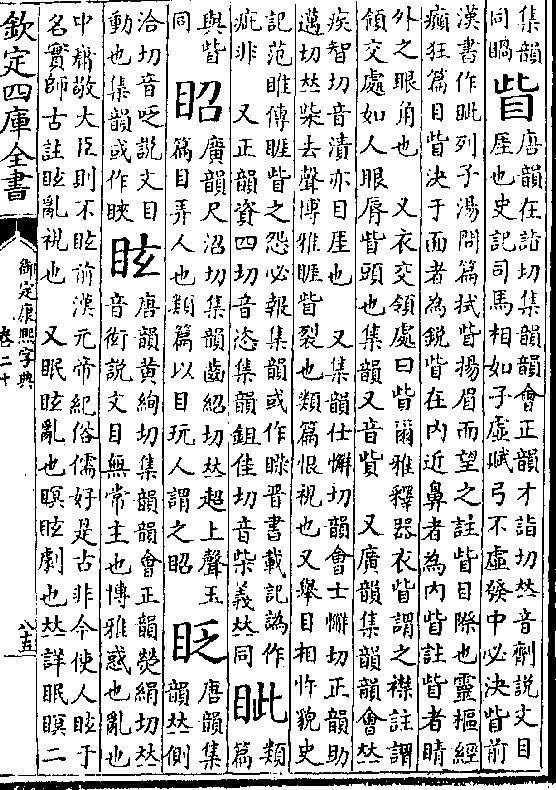 集韻
同瞘
眥
唐韻在詣切集韻韻會正韻才詣切𠀤音劑說文目
厓也史記司馬相如子虛賦弓不虛發中必決眥前
漢書作眦列子湯問篇拭眥揚眉而望之註眥目際也靈樞經
癲狂篇目眥決于面者為銳眥在內近鼻者為內眥註眥者睛
外之眼角也 又衣交領處曰眥爾雅釋器衣眥謂之襟註謂
領交處如人眼唇眥頭也集韻又音貲 又廣韻集韻韻會𠀤
疾智切音漬亦目厓也 又集韻仕懈切韻會士懈切正韻助
邁切𠀤柴去聲博雅睚眥裂也類篇恨視也又舉目相忤貌史
記范睢傳睚眥之怨必報集韻或作晉書載記譌作
疵非 又正韻資四切音恣集韻鉏佳切音柴義𠀤同
眦
類
篇
與眥
同
眧
廣韻尺沼切集韻齒紹切𠀤超上聲玉
篇目弄人也類篇以目玩人謂之眧
眨
唐韻集
韻𠀤側
洽切音說文目
動也集韻或作䀹
眩
唐韻黃絢切集韻韻會正韻熒絹切𠀤
音衒說文目無常主也博雅惑也亂也
中庸敬大臣則不眩前漢元帝紀俗儒好是古非今使人眩于
名實師古註眩亂視也 又眠眩亂也瞑眩劇也𠀤詳眠瞑二
欽定四庫全書
御定康熙字典
卷二十
八五